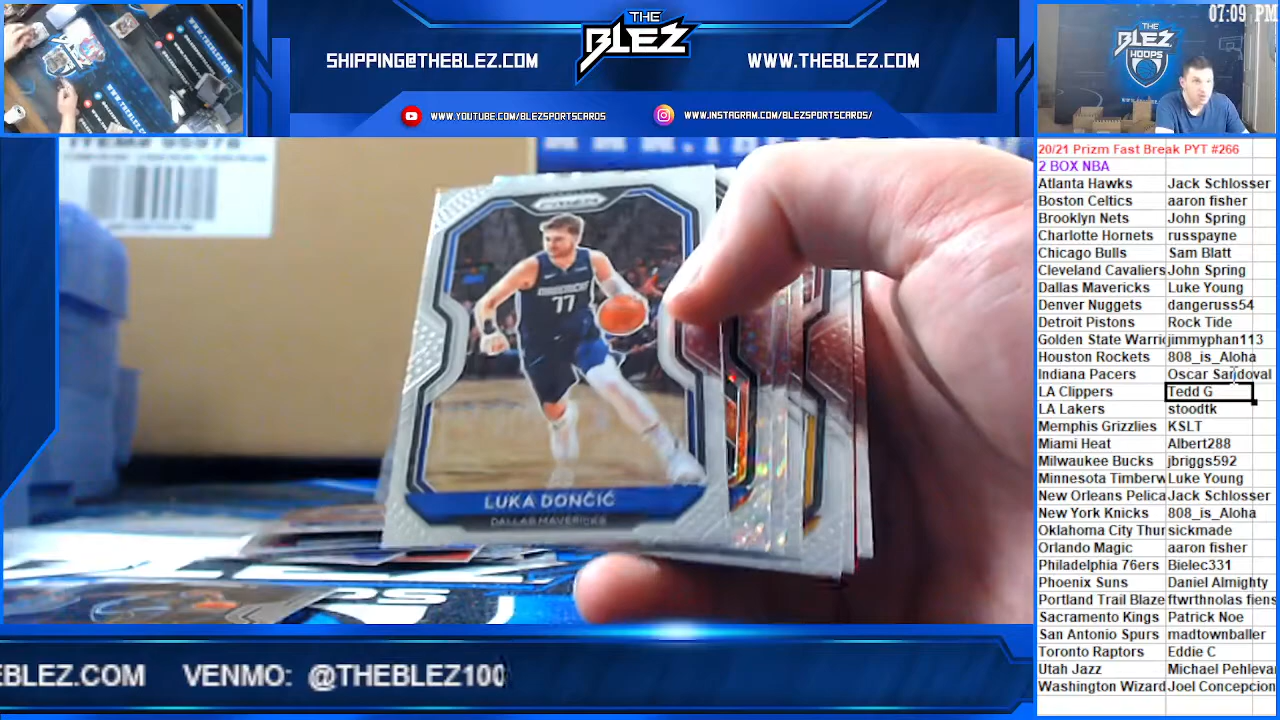 THE
BLEZ
SHIPPING@THEBLEZ.COM
WWW.THEBLEZ.COM
WWW.YOUTUBE.COM/BLEZSPORTSCARDS
WWW.INSTAGRAM.COM/BLEZSPORTSCARDS/
07:09 PM
THE
BLEZ
HOOPS
20/21 Prizm Fast Break PYT #266
2 BOX NBA
Atlanta Hawks Jack Schlosser
Boston Celtics aaron fisher
Brooklyn Nets John Spring
Charlotte Hornets russpayne
Chicago Bulls Sam Blatt
Cleveland Cavaliers John Spring
Dallas Mavericks Luke Young
Denver Nuggets dangeruss54
Detroit Pistons Rock Tide
Golden State Warri jimmyphan113
Houston Rockets 808_is_Aloha
Indiana Pacers Oscar Sandoval
LA Clippers Tedd G
LA Lakers stoodtk
Memphis Grizzlies KSLT
Miami Heat Albert288
Milwaukee Bucks jbriggs592
Minnesota Timberw Luke Young
New Orleans Pelica Jack Schlosser
New York Knicks 808_is_Aloha
Oklahoma City Thur sickmade
Orlando Magic aaron fisher
Philadelphia 76ers Bielec331
Phoenix Suns Daniel Almighty
Portland Trail Blaze ftwrthnolas fiens
Sacramento Kings Patrick Noe
San Antonio Spurs madtownballer
Toronto Raptors Eddie C
Utah Jazz Michael Pehleva
Washington Wizard Joel Concepcion
PRIZM
77
LUKA DONČIĆ
DALLAS MAVERICKS
EBLEZ.COM VENMO: @THEBLEZ100